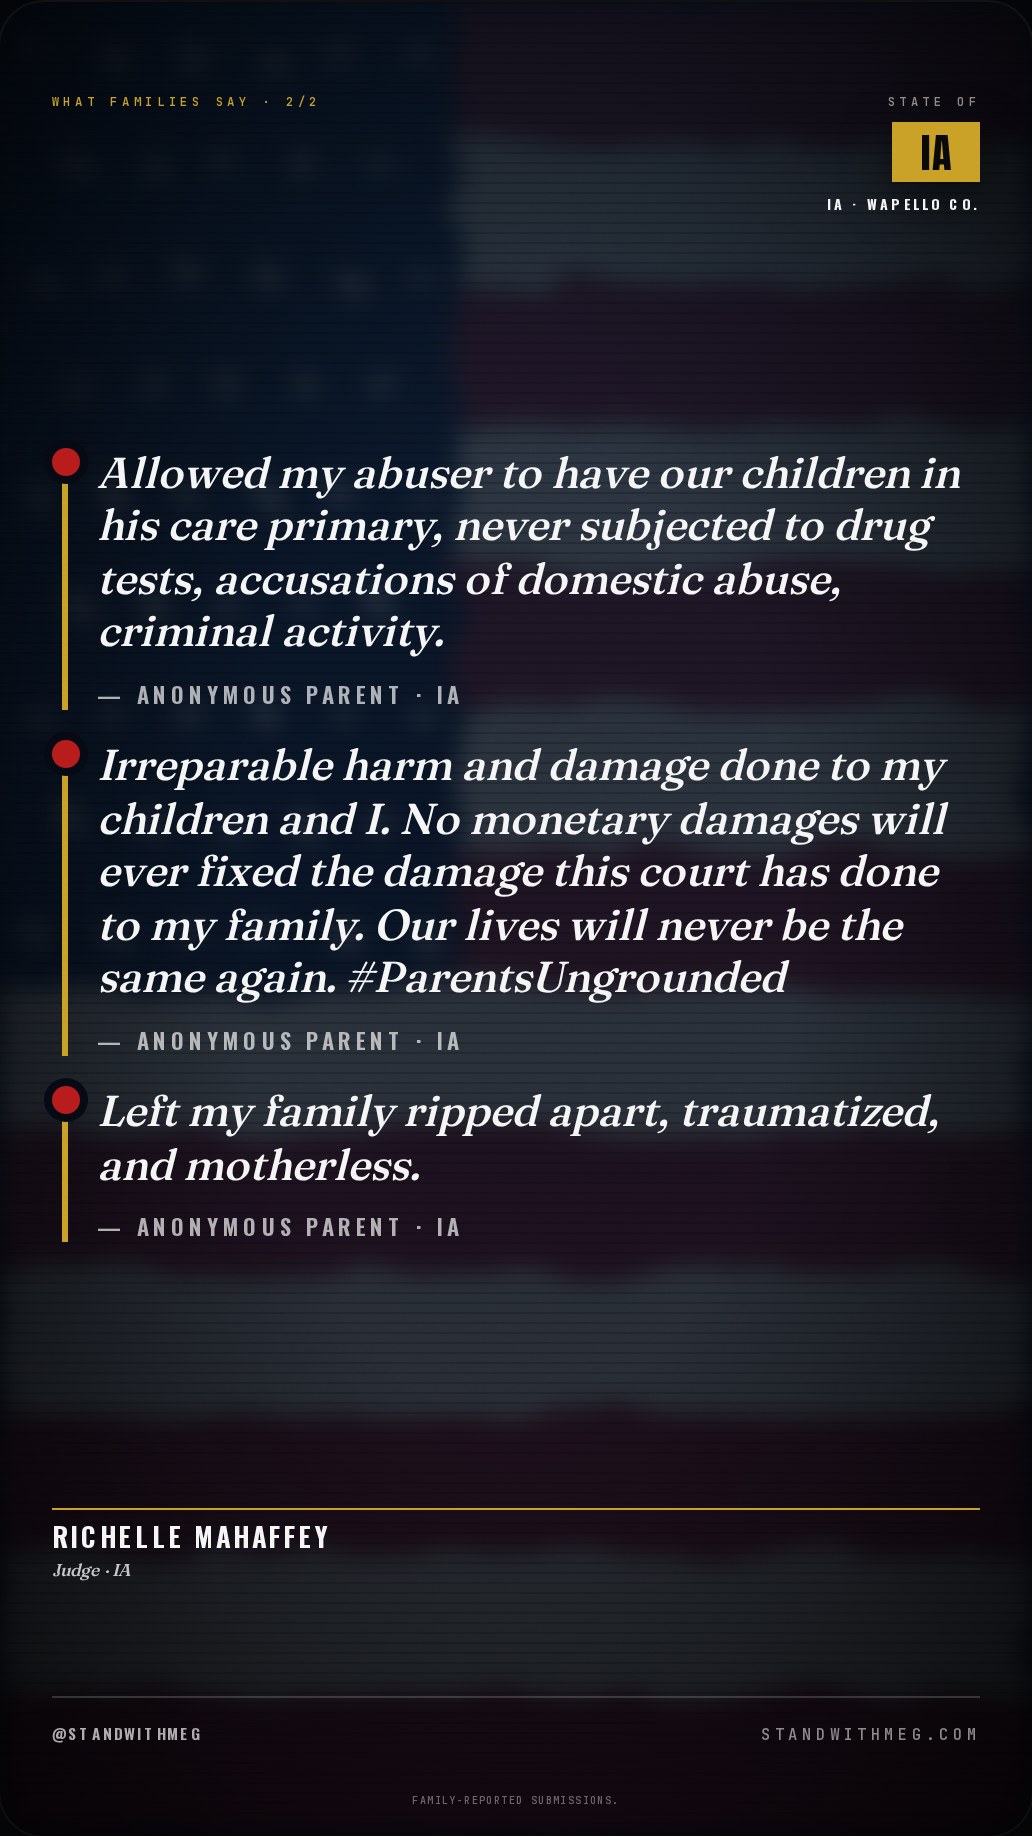 WHAT FAMILIES SAY · 2/2
STATE OF
IA
IA · WAPELLO CO.
Allowed my abuser to have our children in
his care primary, never subjected to drug
tests, accusations of domestic abuse,
criminal activity.
— ANONYMOUS PARENT · IA
Irreparable harm and damage done to my
children and I. No monetary damages will
ever fixed the damage this court has done
to my family. Our lives will never be the
same again. #ParentsUngrounded
— ANONYMOUS PARENT · IA
Left my family ripped apart, traumatized,
and motherless.
— ANONYMOUS PARENT · IA
RICHELLE MAHAFFEY
Judge · IA
@STANDWITHMEG
STANDWITHMEG.COM
FAMILY-REPORTED SUBMISSIONS.